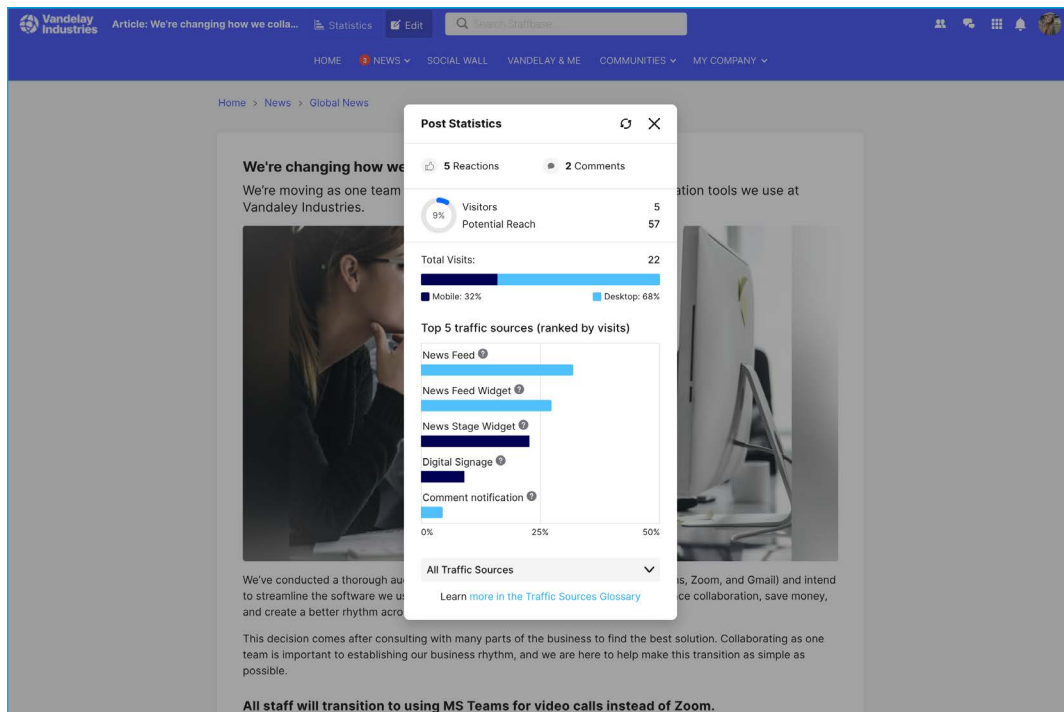 Vandelay
Industries
Article: We're changing how we colla...
Statistics
Edit
Search Staffbase
HOME
3 NEWS
SOCIAL WALL
VANDELAY & ME
COMMUNITIES
MY COMPANY
Home > News > Global News
Post Statistics
5 Reactions
2 Comments
9%
Visitors 5
Potential Reach 57
Total Visits: 22
Mobile: 32%
Desktop: 68%
Top 5 traffic sources (ranked by visits)
News Feed ?
News Feed Widget ?
News Stage Widget ?
Digital Signage ?
Comment notification ?
0% 25% 50%
All Traffic Sources
Learn more in the Traffic Sources Glossary
We're changing how we
We're moving as one team ation tools we use at
Vandaley Industries.
We've conducted a thorough au s, Zoom, and Gmail) and intend
to streamline the software we us ce collaboration, save money,
and create a better rhythm acro
This decision comes after consulting with many parts of the business to find the best solution. Collaborating as one
team is important to establishing our business rhythm, and we are here to help make this transition as simple as
possible.
All staff will transition to using MS Teams for video calls instead of Zoom.